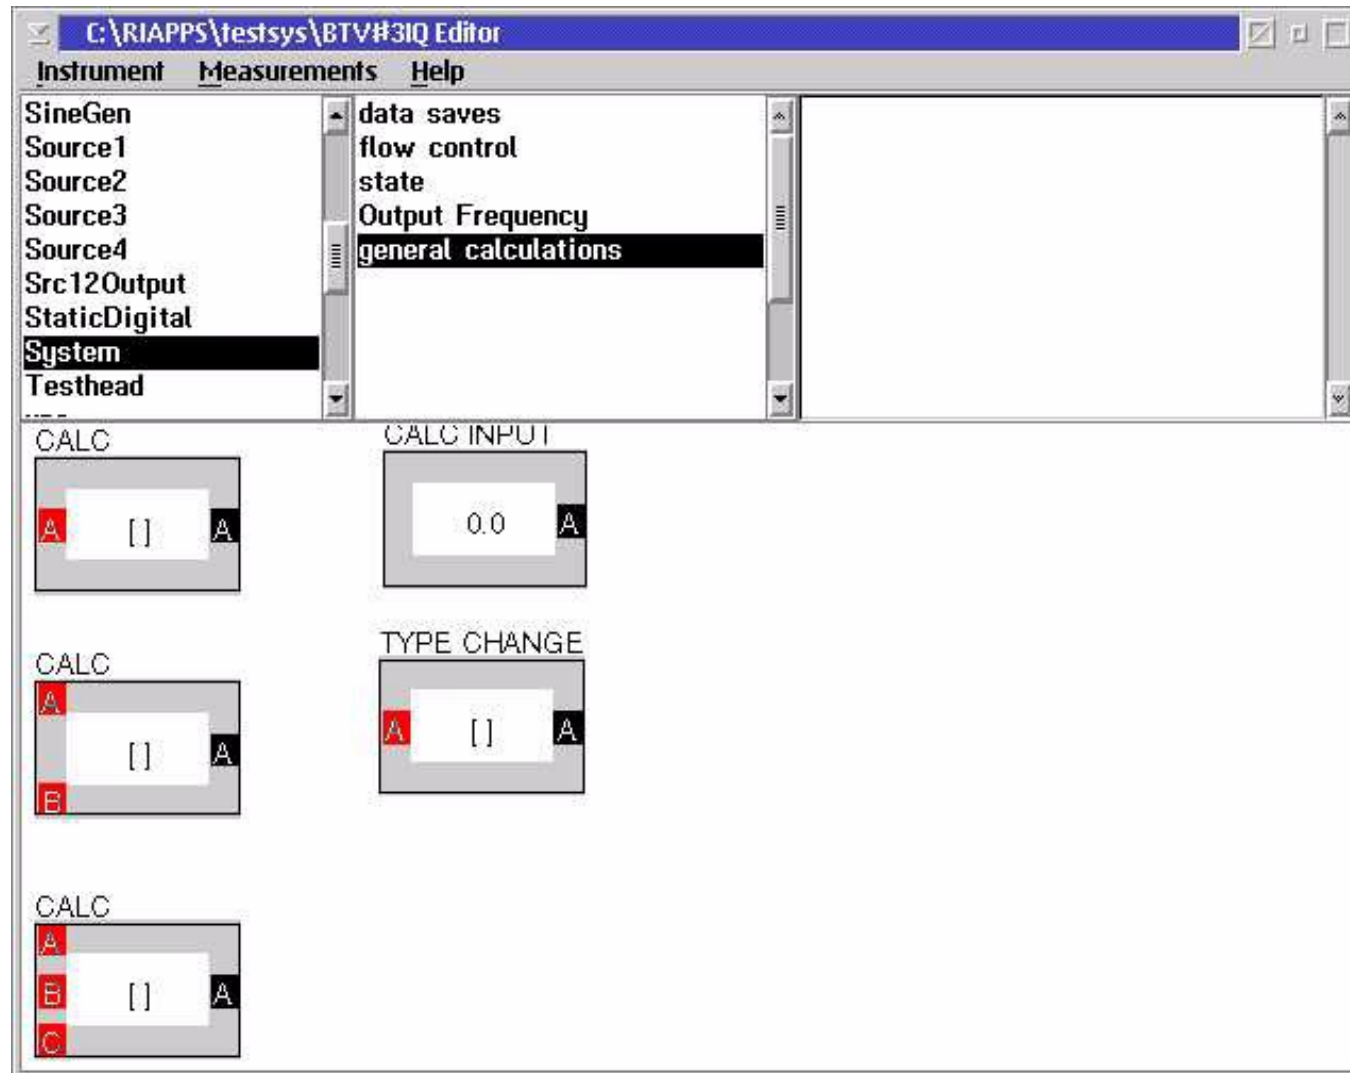 C:\RIAPPS\testsys\BTV#3IQ Editor
Instrument Measurements Help
SineGen
Source1
Source2
Source3
Source4
Src12Output
StaticDigital
System
Testhead
data saves
flow control
state
Output Frequency
general calculations
CALC
A [ ] A
CALC INPUT
0.0 A
CALC
A
[ ] A
B
TYPE CHANGE
A [ ] A
CALC
A
B [ ] A
C